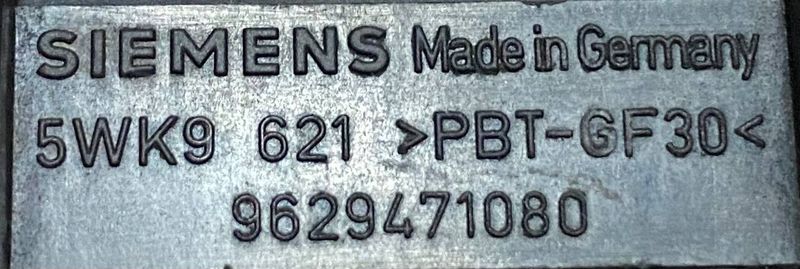 SIEMENS Made in Germany
5WK9 621 >PBT-GF30<
9629471080